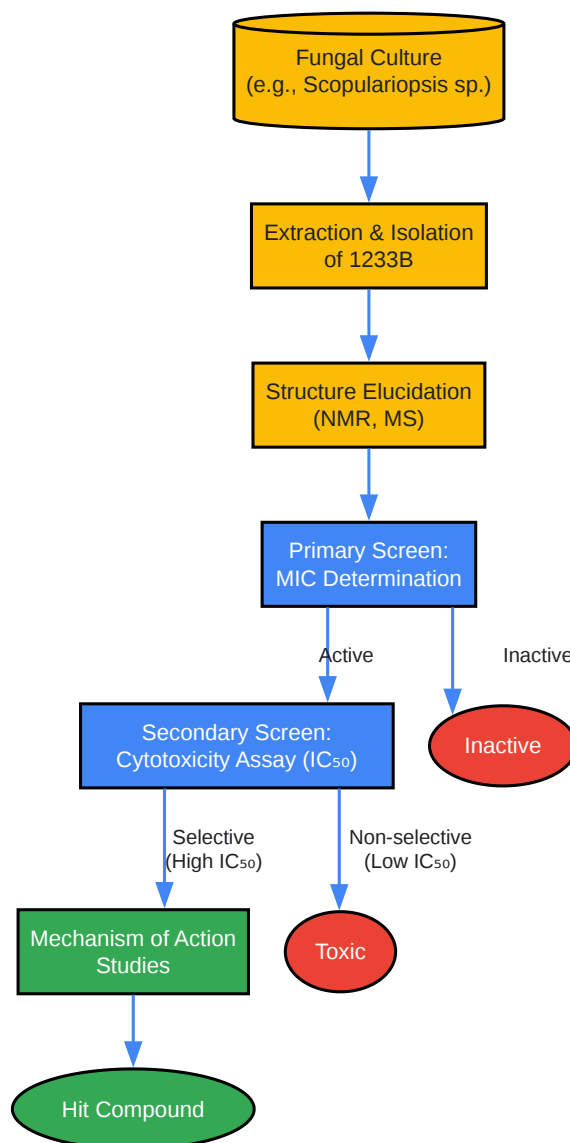 Fungal Culture
(e.g., Scopulariopsis sp.)
Extraction & Isolation
of 1233B
Structure Elucidation
(NMR, MS)
Primary Screen:
MIC Determination
Active
Inactive
Secondary Screen:
Cytotoxicity Assay (IC₅₀)
Inactive
Selective
(High IC₅₀)
Non-selective
(Low IC₅₀)
Mechanism of Action
Studies
Toxic
Hit Compound